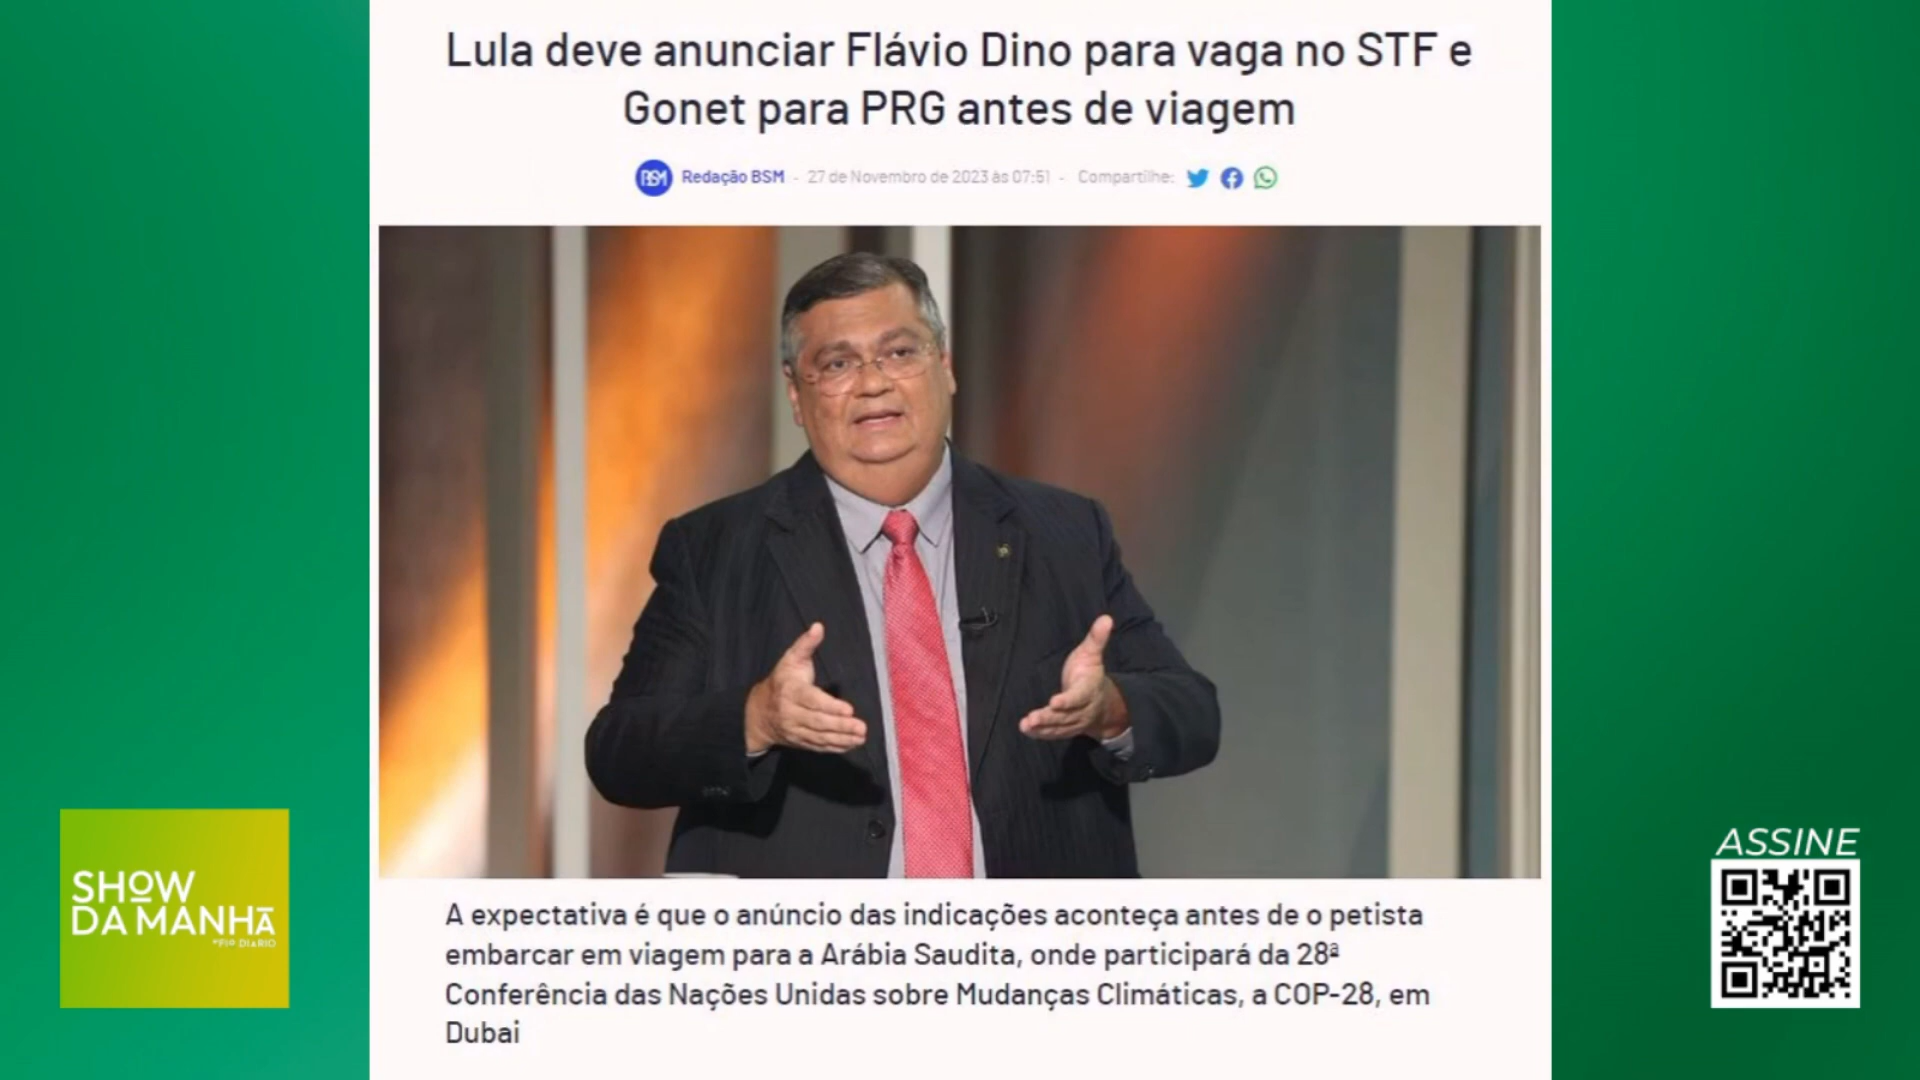 Lula deve anunciar Flávio Dino para vaga no STF e
Gonet para PRG antes de viagem
BSM Redação BSM - 27 de Novembro de 2023 às 07:51 - Compartilhe:
A expectativa é que o anúncio das indicações aconteça antes de o petista
embarcar em viagem para a Arábia Saudita, onde participará da 28ª
Conferência das Nações Unidas sobre Mudanças Climáticas, a COP-28, em
Dubai
SHOW
DA MANHÃ
#FIO DIÁRIO
ASSINE